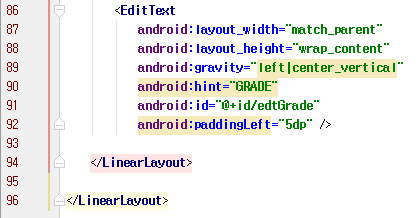 86 <EditText
87 android:layout_width="match_parent"
88 android:layout_height="wrap_content"
89 android:gravity="left|center_vertical"
90 android:hint="GRADE"
91 android:id="@+id/edtGrade"
92 android:paddingLeft="5dp" />
93
94 </LinearLayout>
95
96 </LinearLayout>